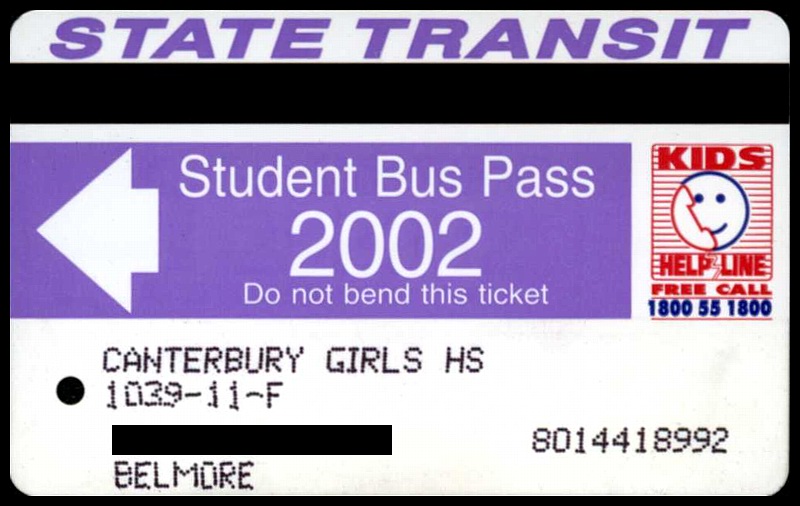 STATE TRANSIT
Student Bus Pass
2002
Do not bend this ticket
KIDS
HELP LINE
FREE CALL
1800 55 1800
CANTERBURY GIRLS HS
1039-11-F
8014418992
BELMORE